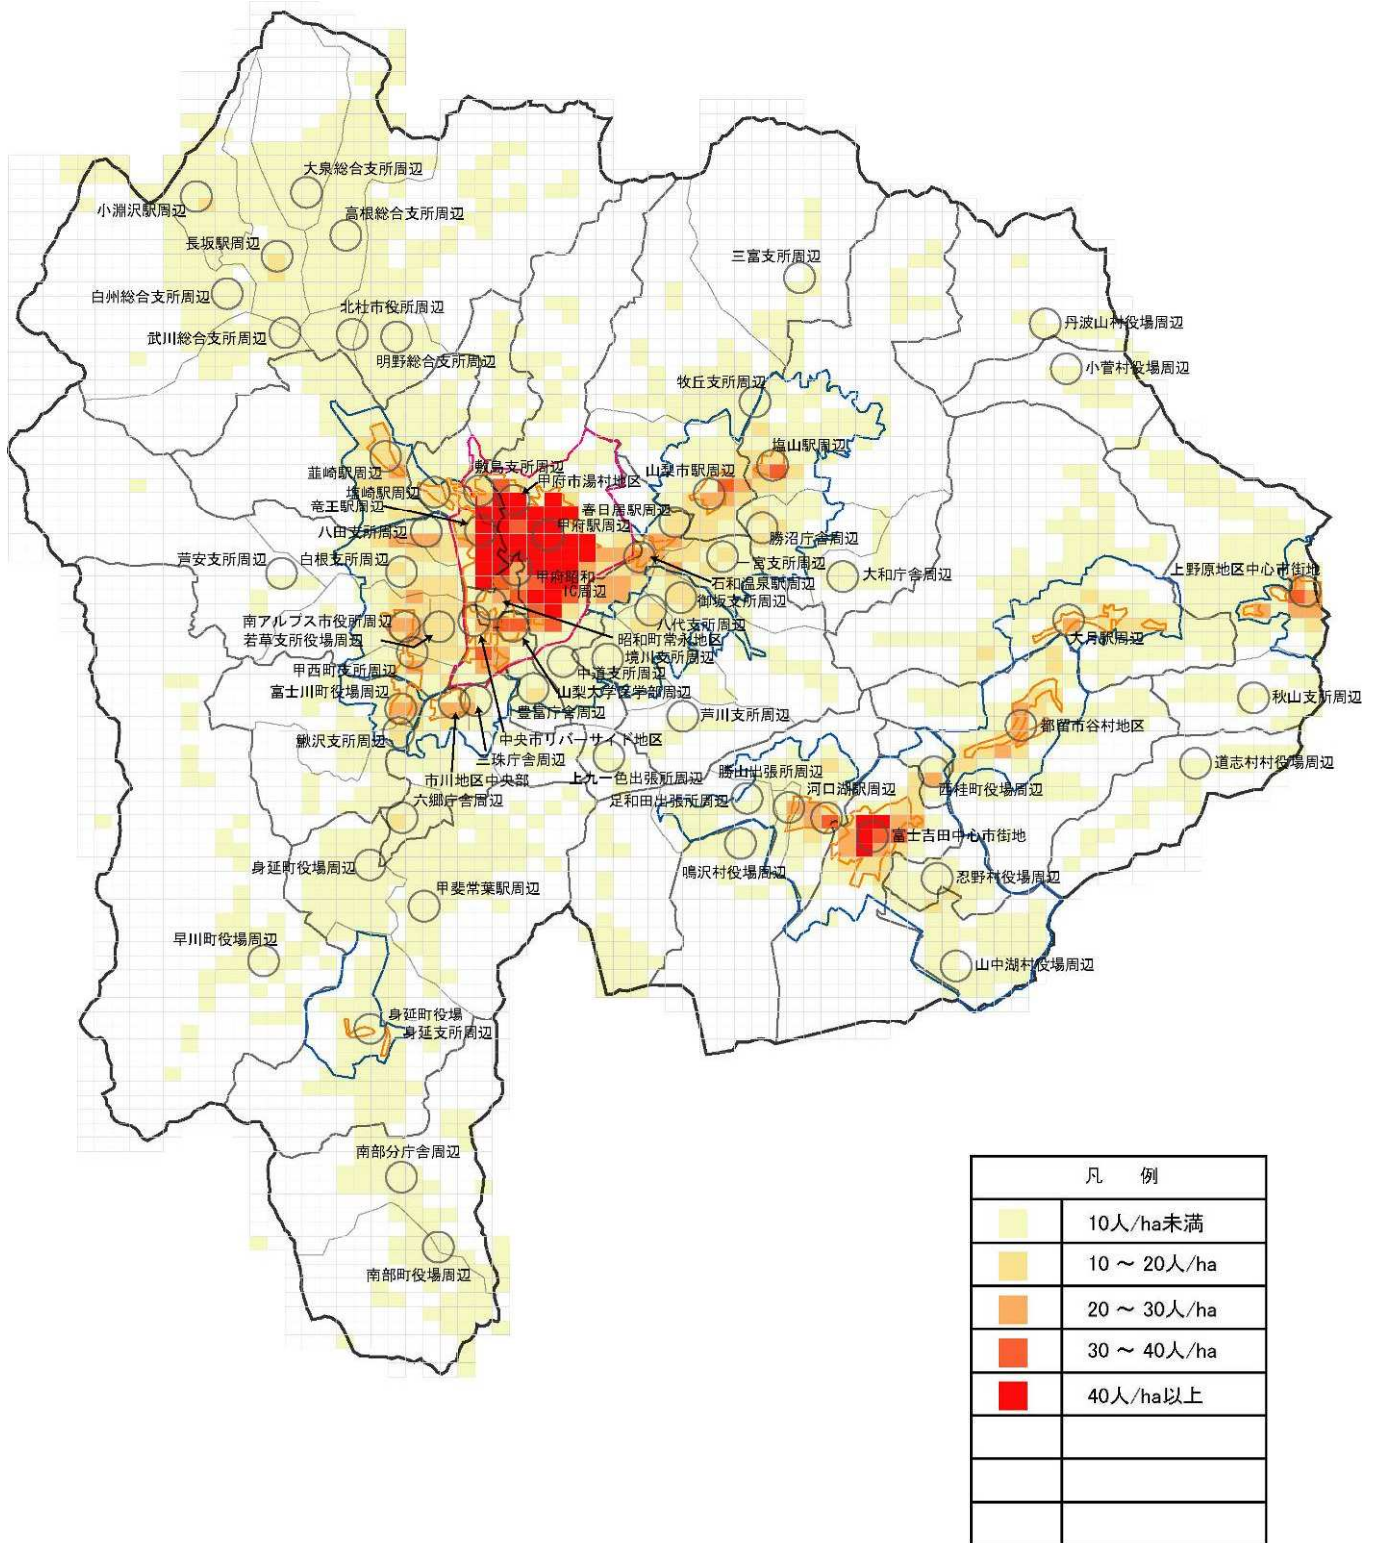 大泉総合支所周辺
小淵沢駅周辺
高根総合支所周辺
長坂駅周辺
三富支所周辺
白州総合支所周辺
北杜市役所周辺
丹波山村役場周辺
武川総合支所周辺
明野総合支所周辺
小菅村役場周辺
牧丘支所周辺
塩山駅周辺
韮崎駅周辺
敷島支所周辺
山梨市駅周辺
甲府市湯村地区
塩崎駅周辺
竜王駅周辺
春日居駅周辺
八田支所周辺
甲府駅周辺
勝沼庁舎周辺
芦安支所周辺
白根支所周辺
一宮支所周辺
甲府昭和
IC周辺
石和温泉駅周辺
大和庁舎周辺
上野原地区中心市街地
御坂支所周辺
南アルプス市役所周辺
八代支所周辺
若草支所役場周辺
昭和町常永地区
大月駅周辺
境川支所周辺
甲西町支所周辺
中道支所周辺
富士川町役場周辺
山梨大学医学部周辺
秋山支所周辺
豊富庁舎周辺
芦川支所周辺
都留市谷村地区
鰍沢支所周辺
中央市リバーサイド地区
三珠庁舎周辺
道志村村役場周辺
市川地区中央部
上九一色出張所周辺
勝山出張所周辺
河口湖駅周辺
西桂町役場周辺
六郷庁舎周辺
足和田出張所周辺
富士吉田中心市街地
身延町役場周辺
鳴沢村役場周辺
忍野村役場周辺
甲斐常葉駅周辺
早川町役場周辺
山中湖村役場周辺
身延町役場
身延支所周辺
南部分庁舎周辺
南部町役場周辺
凡 例
10人/ha未満
10 ～ 20人/ha
20 ～ 30人/ha
30 ～ 40人/ha
40人/ha以上